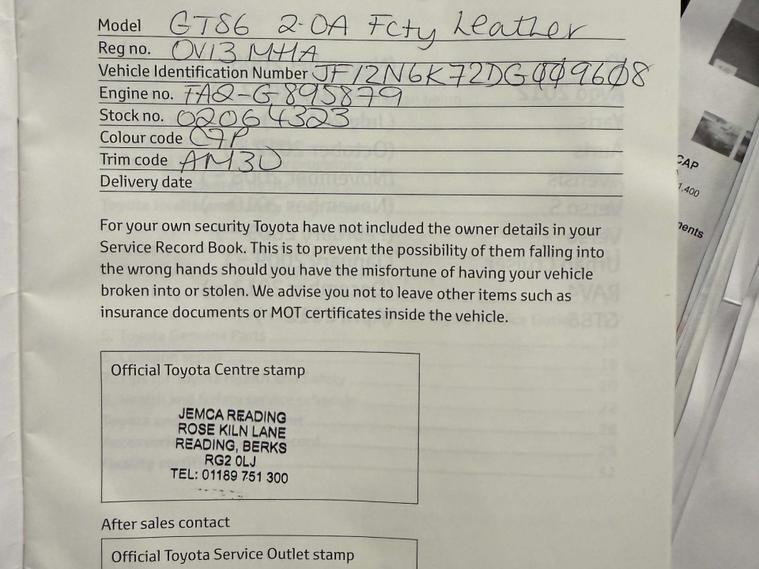 Model GT86 2.0A Fcty Leather
Reg no. OV13 MHA
Vehicle Identification Number JF12N6K72DG009608
Engine no. FAQ-G895879
Stock no. 02064323
Colour code C7P
Trim code AM30
Delivery date
For your own security Toyota have not included the owner details in your
Service Record Book. This is to prevent the possibility of them falling into
the wrong hands should you have the misfortune of having your vehicle
broken into or stolen. We advise you not to leave other items such as
insurance documents or MOT certificates inside the vehicle.
Official Toyota Centre stamp
JEMCA READING
ROSE KILN LANE
READING, BERKS
RG2 0LJ
TEL: 01189 751 300
After sales contact
Official Toyota Service Outlet stamp
CAP
1,400